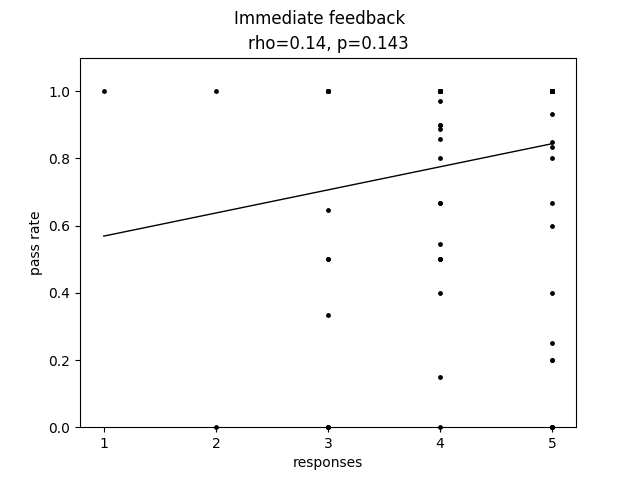 Immediate feedback
rho=0.14, p=0.143
1.0
0.8
0.6
0.4
0.2
0.0
pass rate
1 2 3 4 5
responses